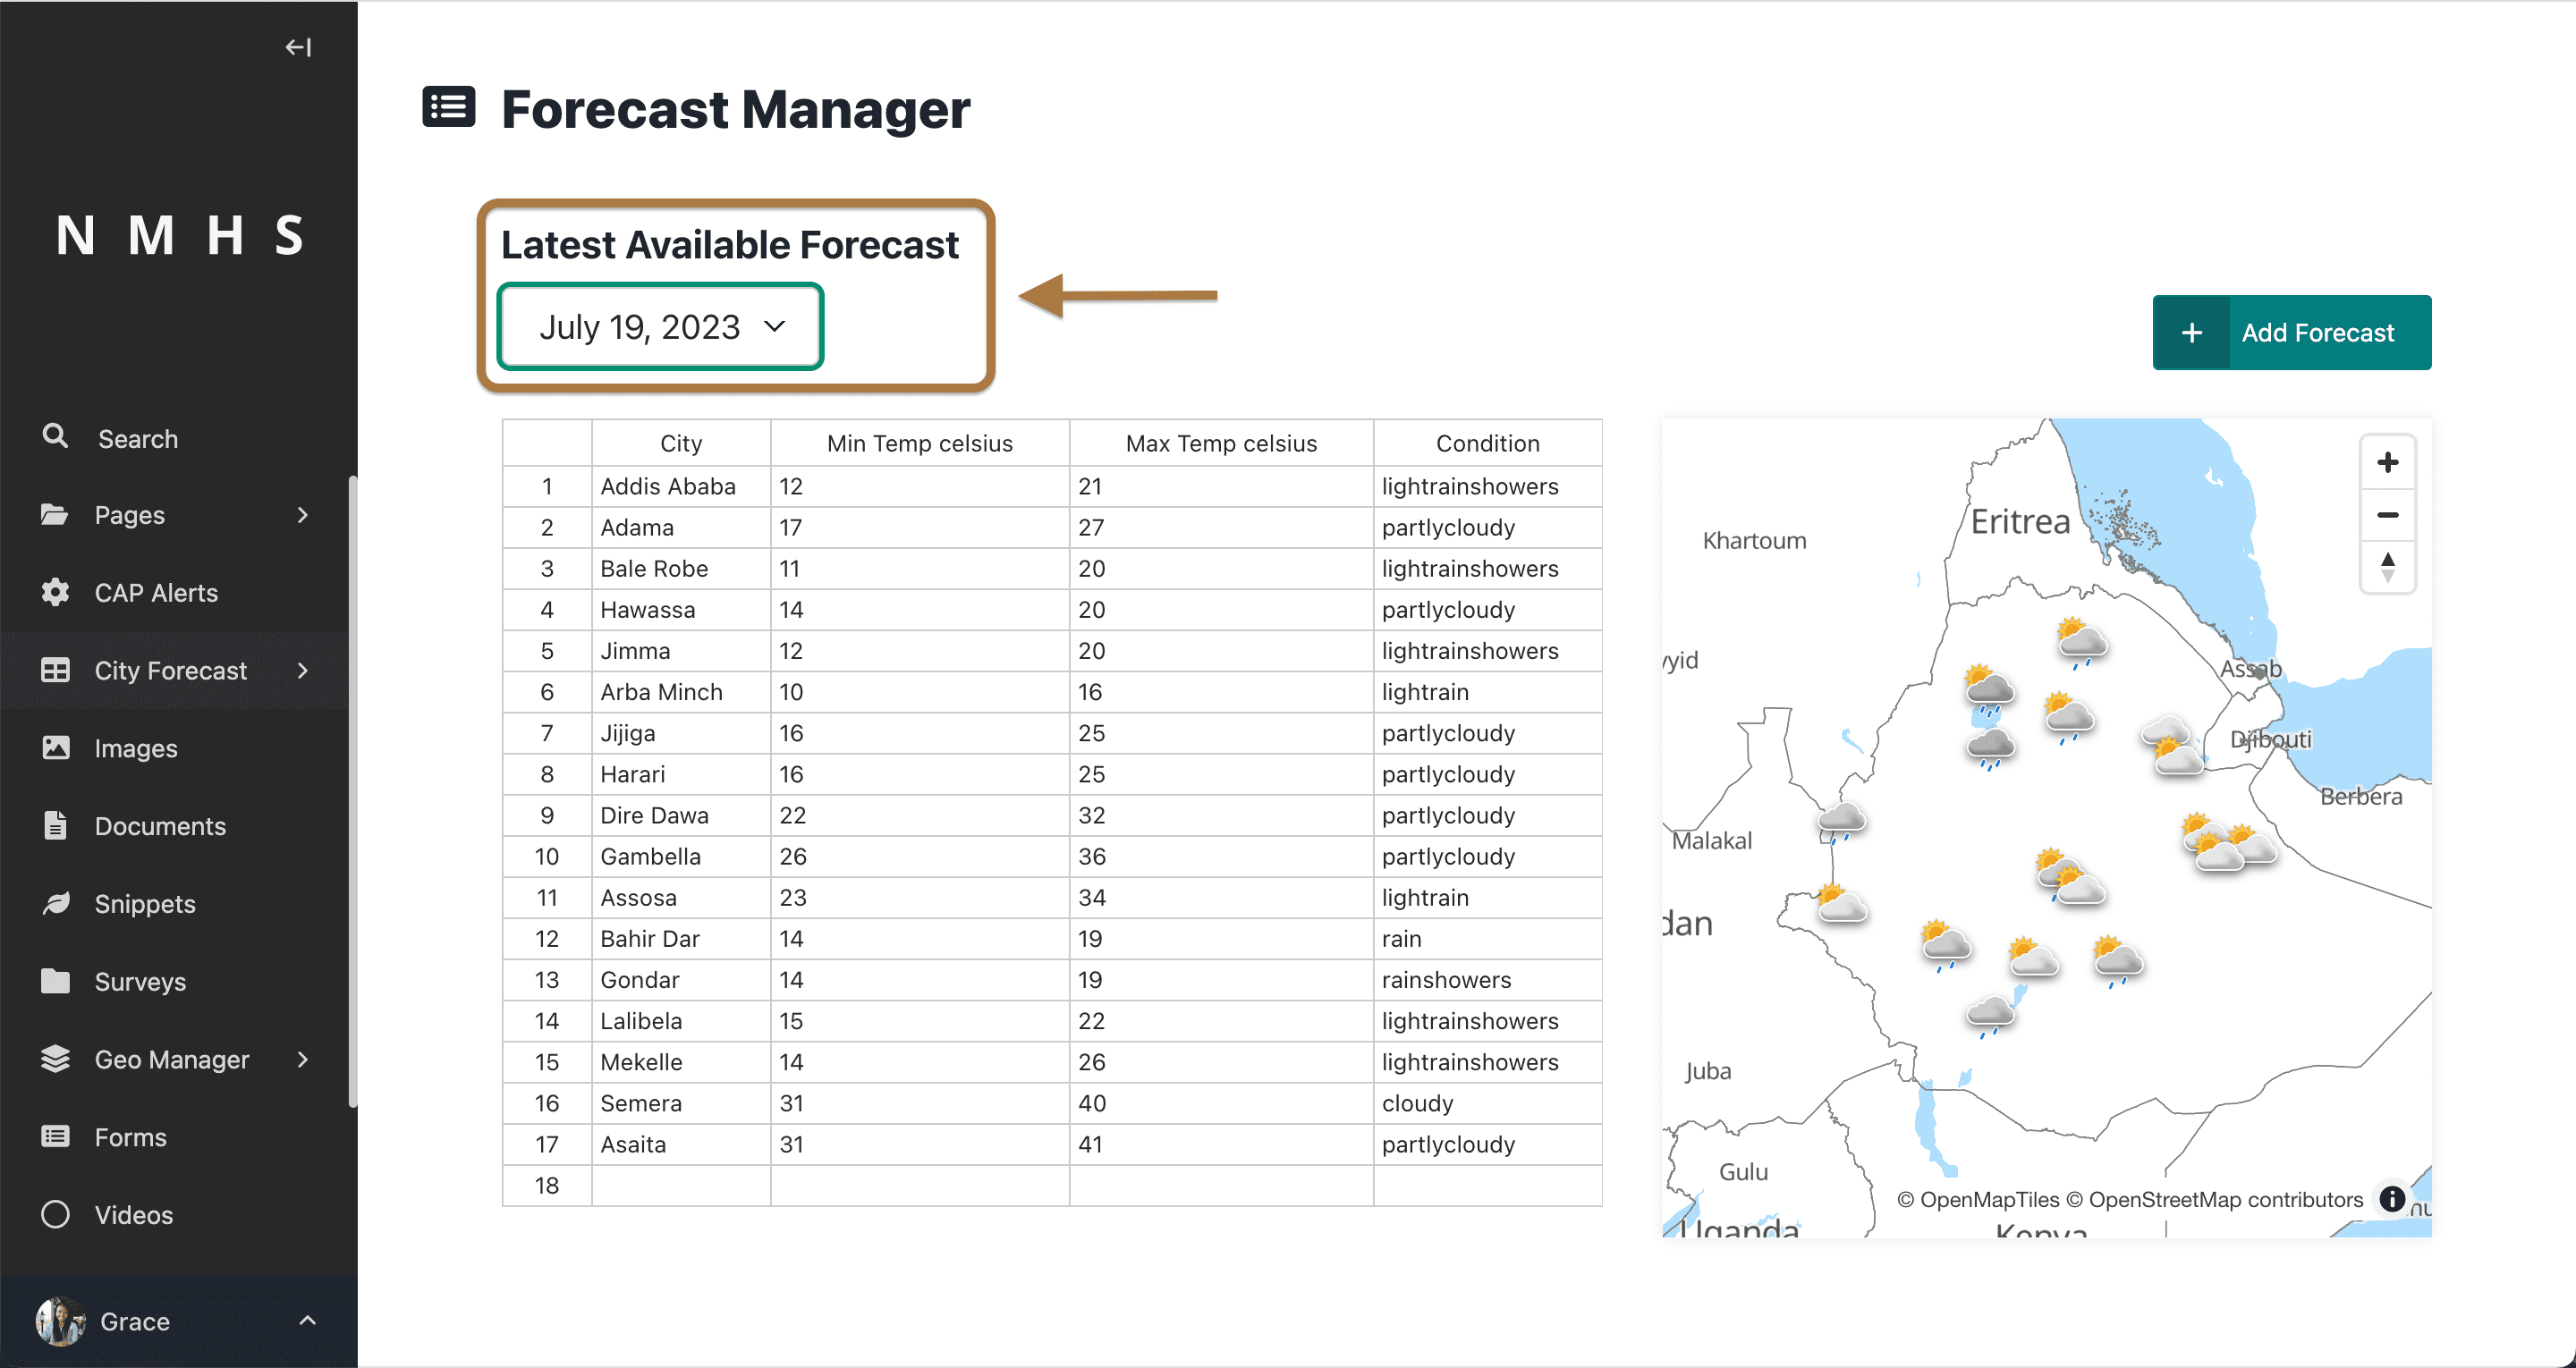 NMHS
Search
Pages
CAP Alerts
City Forecast
Images
Documents
Snippets
Surveys
Geo Manager
Forms
Videos
Grace
Forecast Manager
Latest Available Forecast
July 19, 2023
Add Forecast
City Min Temp celsius Max Temp celsius Condition
1 Addis Ababa 12 21 lightrainshowers
2 Adama 17 27 partlycloudy
3 Bale Robe 11 20 lightrainshowers
4 Hawassa 14 20 partlycloudy
5 Jimma 12 20 lightrainshowers
6 Arba Minch 10 16 lightrain
7 Jijiga 16 25 partlycloudy
8 Harari 16 25 partlycloudy
9 Dire Dawa 22 32 partlycloudy
10 Gambella 26 36 partlycloudy
11 Assosa 23 34 lightrain
12 Bahir Dar 14 19 rain
13 Gondar 14 19 rainshowers
14 Lalibela 15 22 lightrainshowers
15 Mekelle 14 26 lightrainshowers
16 Semera 31 40 cloudy
17 Asaita 31 41 partlycloudy
18
Eritrea
Khartoum
yyid
Assab
Djibouti
Berbera
Malakal
dan
Juba
Gulu
© OpenMapTiles © OpenStreetMap contributors
Uganda
Kenya